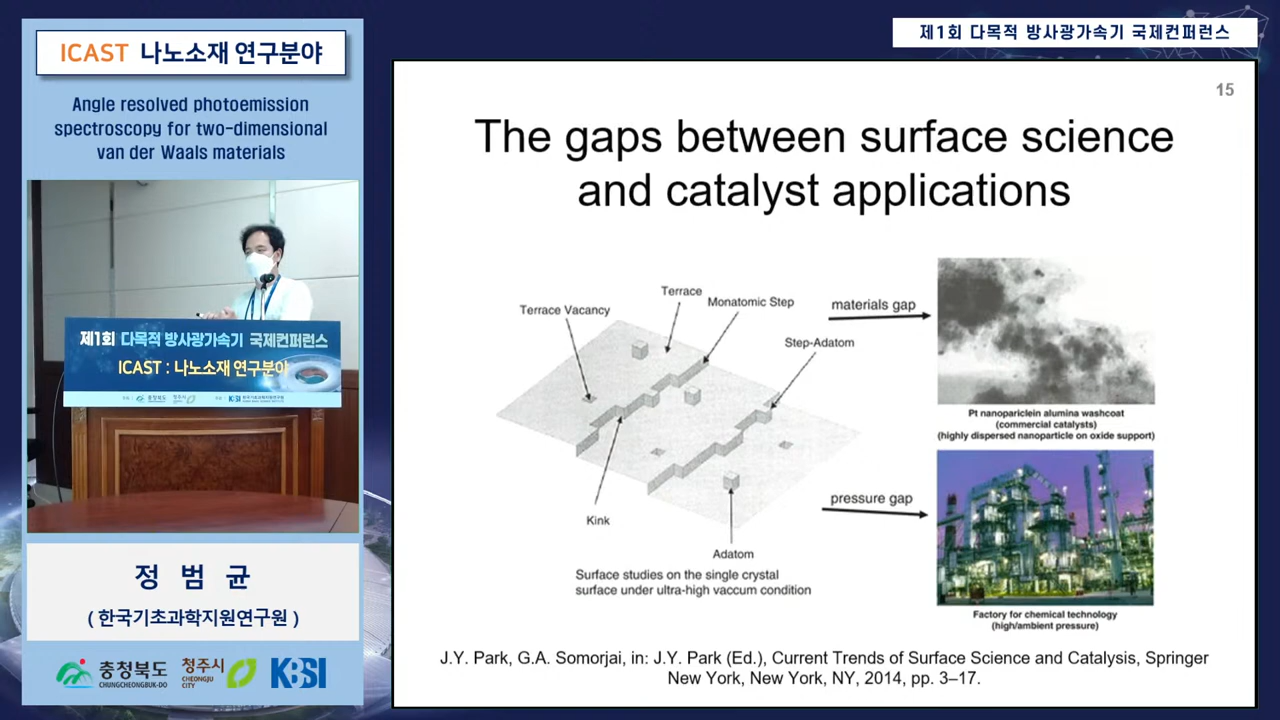 ICAST 나노소재 연구분야
Angle resolved photoemission
spectroscopy for two-dimensional
van der Waals materials
제1회 다목적 방사광가속기 국제컨퍼런스
ICAST : 나노소재 연구분야
충청북도
청주시
KBSI
정 범 균
( 한국기초과학지원연구원 )
충청북도
CHUNGCHEONGBUK-DO
청주시
CHEONGJU
CITY
KBSI
제1회 다목적 방사광가속기 국제컨퍼런스
15
The gaps between surface science
and catalyst applications
Terrace Vacancy
Terrace
Monatomic Step
Step-Adatom
Kink
Adatom
Surface studies on the single crystal
surface under ultra-high vaccum condition
materials gap
pressure gap
Pt nanopariclein alumina washcoat
(commercial catalysts)
(highly dispersed nanoparticle on oxide support)
Factory for chemical technology
(high/ambient pressure)
J.Y. Park, G.A. Somorjai, in: J.Y. Park (Ed.), Current Trends of Surface Science and Catalysis, Springer
New York, New York, NY, 2014, pp. 3–17.